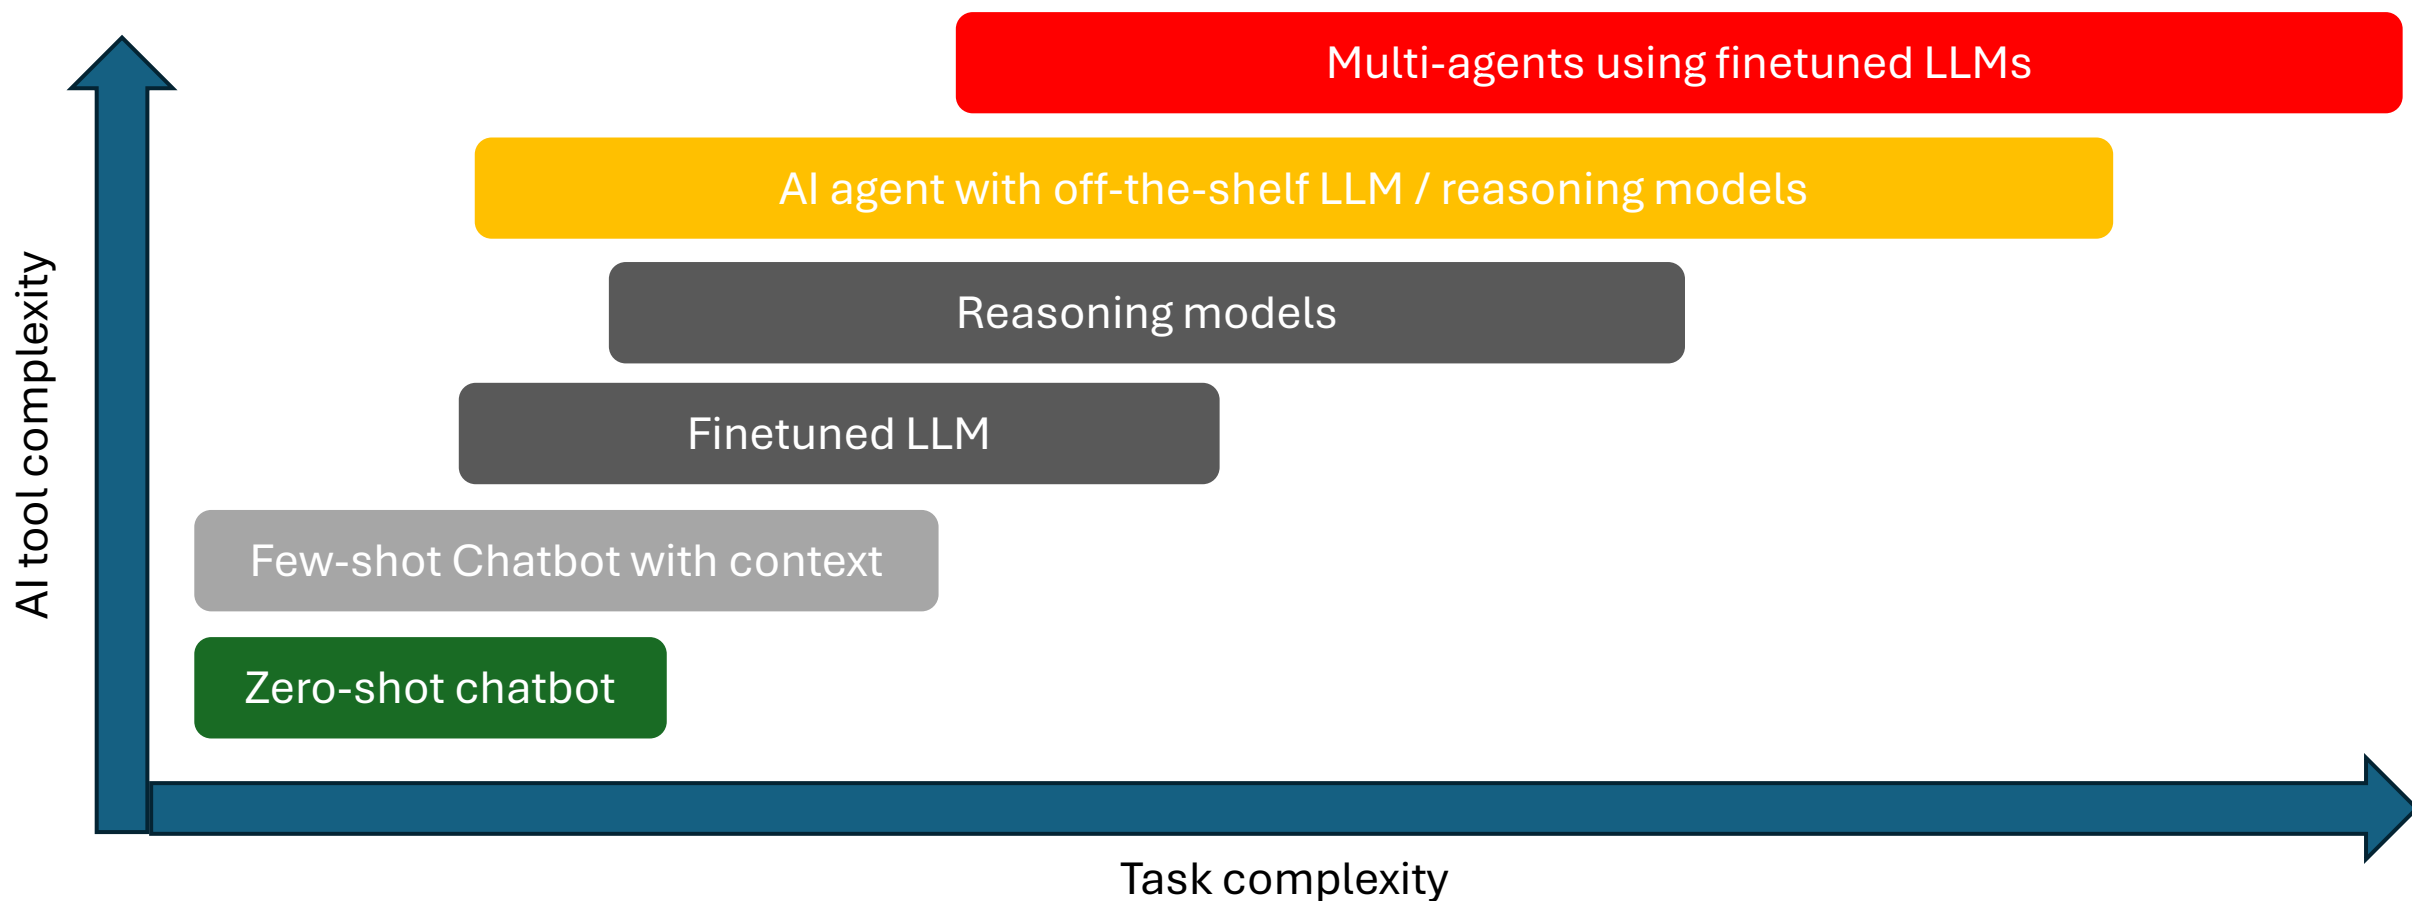 Multi-agents using finetuned LLMs
AI agent with off-the-shelf LLM / reasoning models
Reasoning models
Finetuned LLM
Few-shot Chatbot with context
Zero-shot chatbot
AI tool complexity
Task complexity